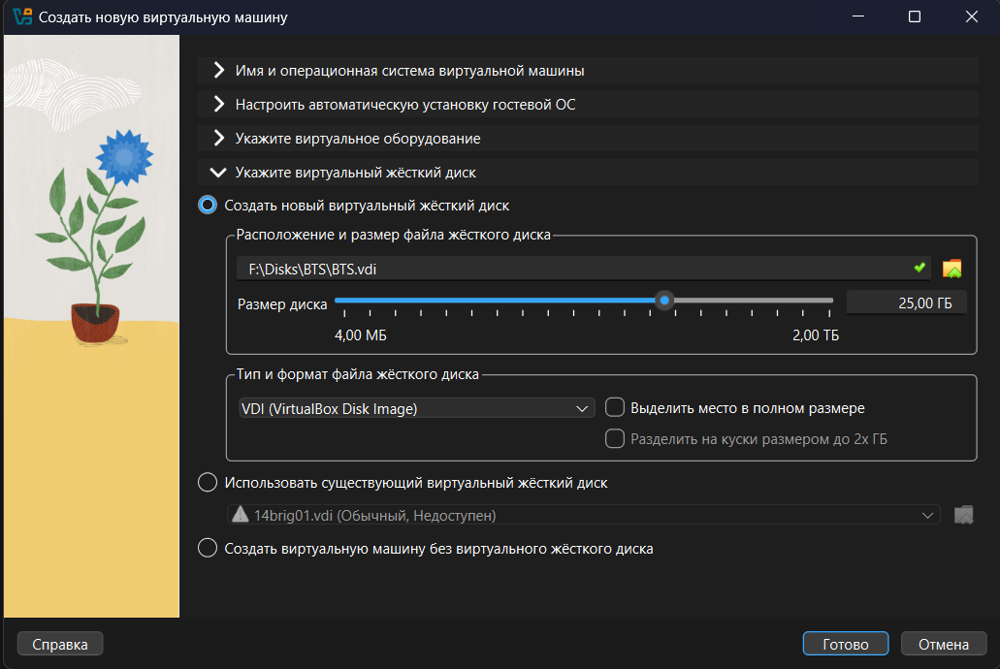 Создать новую виртуальную машину
Имя и операционная система виртуальной машины
Настроить автоматическую установку гостевой ОС
Укажите виртуальное оборудование
Укажите виртуальный жёсткий диск
Создать новый виртуальный жёсткий диск
Расположение и размер файла жёсткого диска
F:\Disks\BTS\BTS.vdi
Размер диска 25,00 ГБ
4,00 МБ 2,00 ТБ
Тип и формат файла жёсткого диска
VDI (VirtualBox Disk Image) Выделить место в полном размере
Разделить на куски размером до 2х ГБ
Использовать существующий виртуальный жёсткий диск
14brig01.vdi (Обычный, Недоступен)
Создать виртуальную машину без виртуального жёсткого диска
Справка Готово Отмена